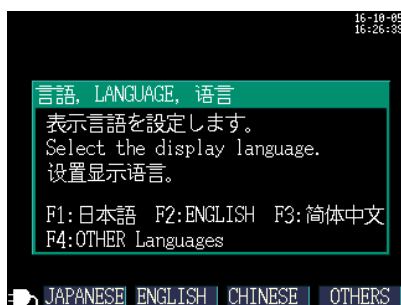 16-10-05
16:26:39
言語, LANGUAGE, 语言
表示言語を設定します。
Select the display language.
设置显示语言。
F1:日本語 F2:ENGLISH F3:简体中文
F4:OTHER Languages
JAPANESE ENGLISH CHINESE OTHERS